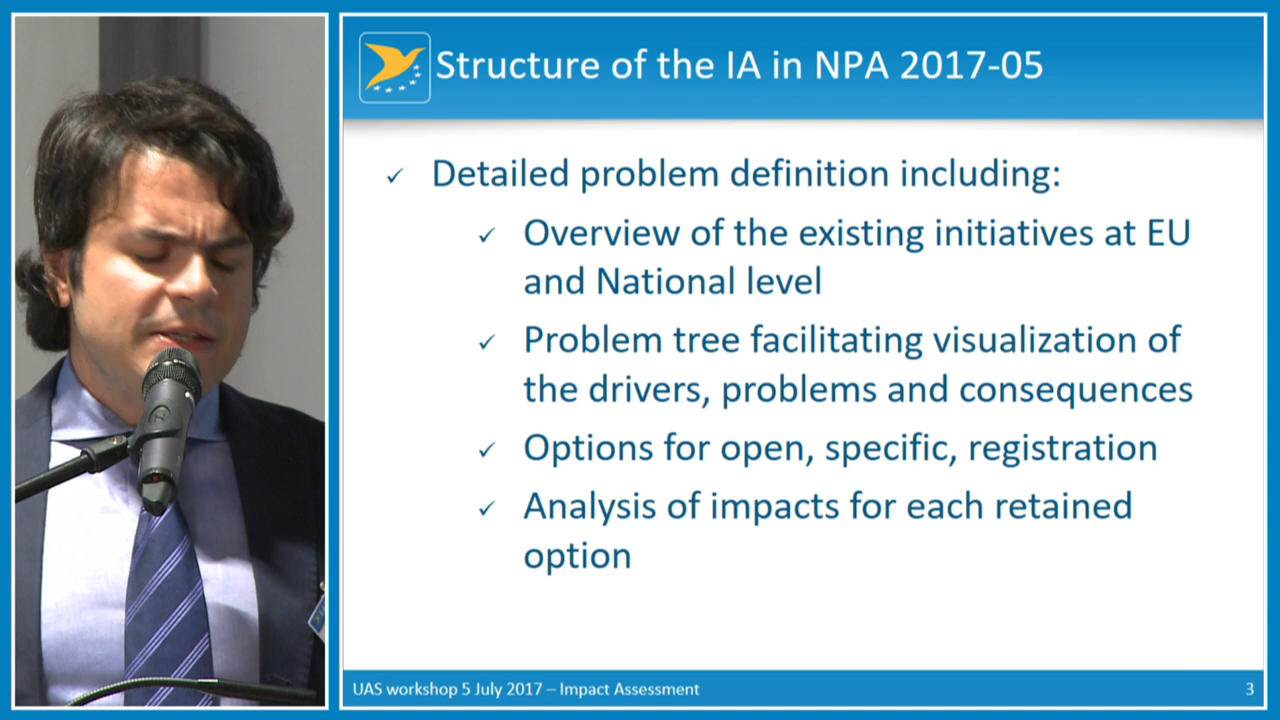 Structure of the IA in NPA 2017-05
✓ Detailed problem definition including:
✓ Overview of the existing initiatives at EU
and National level
✓ Problem tree facilitating visualization of
the drivers, problems and consequences
✓ Options for open, specific, registration
✓ Analysis of impacts for each retained
option
UAS workshop 5 July 2017 – Impact Assessment
3